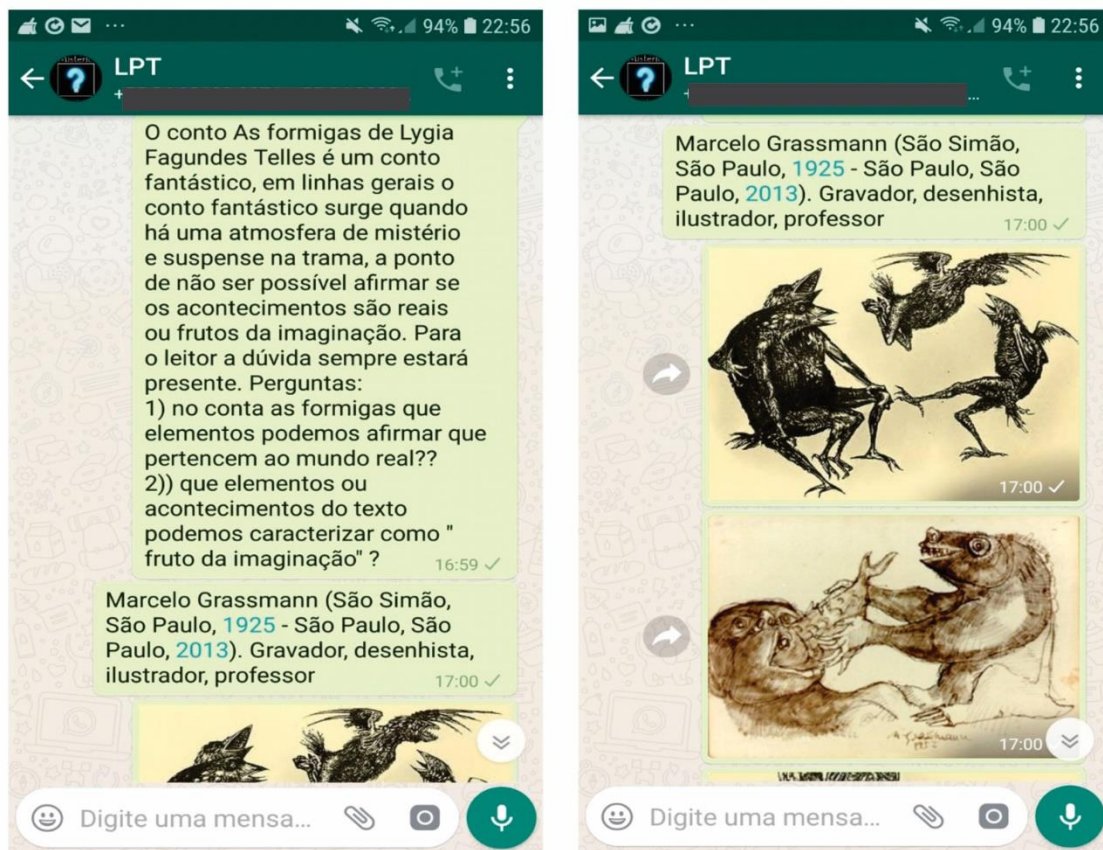 94% 22:56
LPT
+
O conto As formigas de Lygia
Fagundes Telles é um conto
fantástico, em linhas gerais o
conto fantástico surge quando
há uma atmosfera de mistério
e suspense na trama, a ponto
de não ser possível afirmar se
os acontecimentos são reais
ou frutos da imaginação. Para
o leitor a dúvida sempre estará
presente. Perguntas:
1) no conta as formigas que
elementos podemos afirmar que
pertencem ao mundo real??
2)) que elementos ou
acontecimentos do texto
podemos caracterizar como "
fruto da imaginação" ?
16:59
Marcelo Grassmann (São Simão,
São Paulo, 1925 - São Paulo, São
Paulo, 2013). Gravador, desenhista,
ilustrador, professor
17:00
Digite uma mensa...
94% 22:56
LPT
...
Marcelo Grassmann (São Simão,
São Paulo, 1925 - São Paulo, São
Paulo, 2013). Gravador, desenhista,
ilustrador, professor
17:00
17:00
17:00
Digite uma mensa...